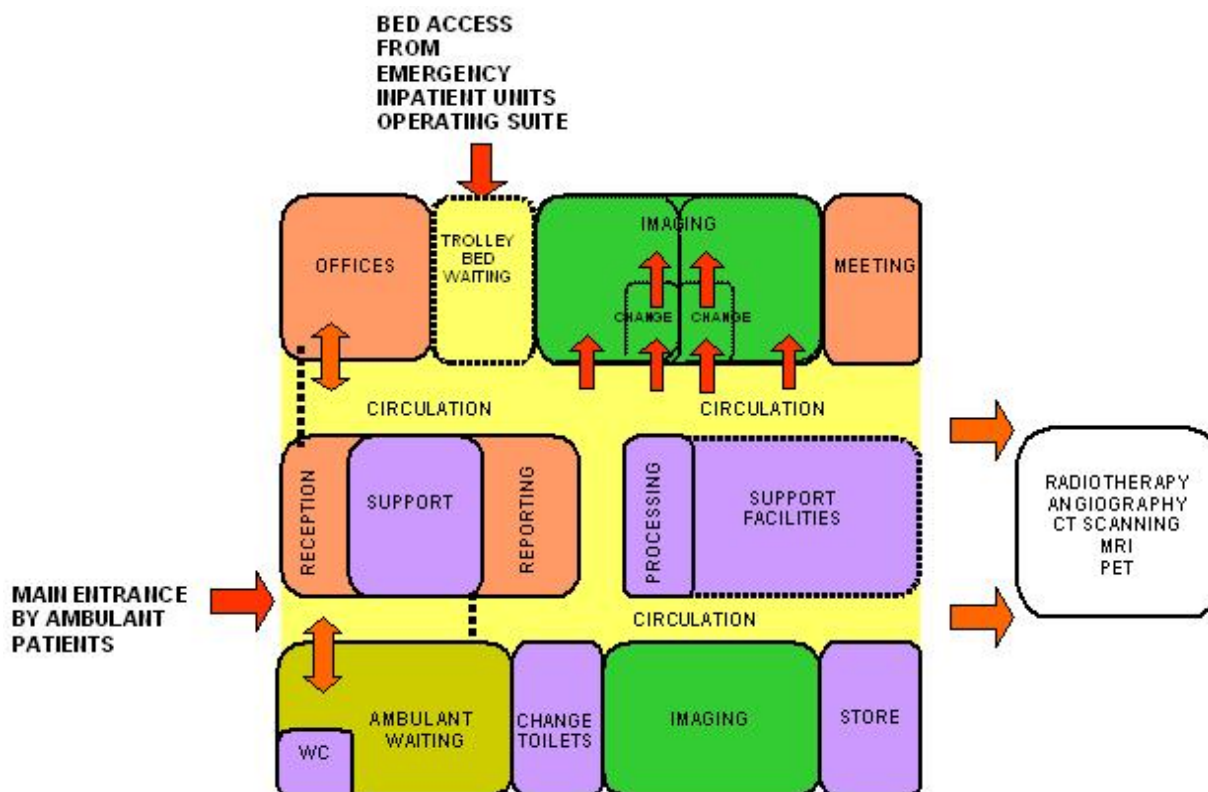 BED ACCESS
FROM
EMERGENCY
INPATIENT UNITS
OPERATING SUITE
OFFICES
TROLLEY
BED
WAITING
IMAGING
CHANGE
CHANGE
MEETING
CIRCULATION
CIRCULATION
RECEPTION
SUPPORT
REPORTING
PROCESSING
SUPPORT
FACILITIES
RADIOTHERAPY
ANGIOGRAPHY
CT SCANNING
MRI
PET
MAIN ENTRANCE
BY AMBULANT
PATIENTS
CIRCULATION
AMBULANT
WAITING
WC
CHANGE
TOILETS
IMAGING
STORE